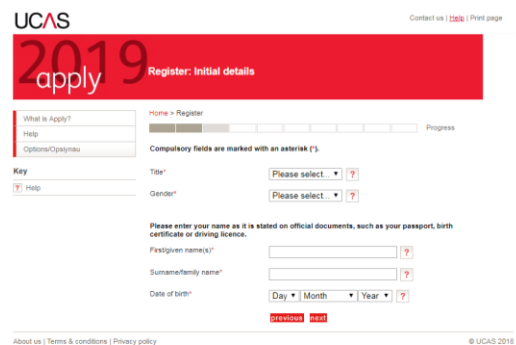 UCAS
Contact us | Help | Print page
2019
apply
Register: Initial details
What is Apply?
Help
Options/Opsiynau
Key
? Help
Home > Register
Progress
Compulsory fields are marked with an asterisk (*).
Title*
Please select... ?
Gender*
Please select... ?
Please enter your name as it is stated on official documents, such as your passport, birth
certificate or driving licence.
First/given name(s)*
?
Surname/family name*
?
Date of birth*
Day Month Year ?
previous next
About us | Terms & conditions | Privacy policy
© UCAS 2018